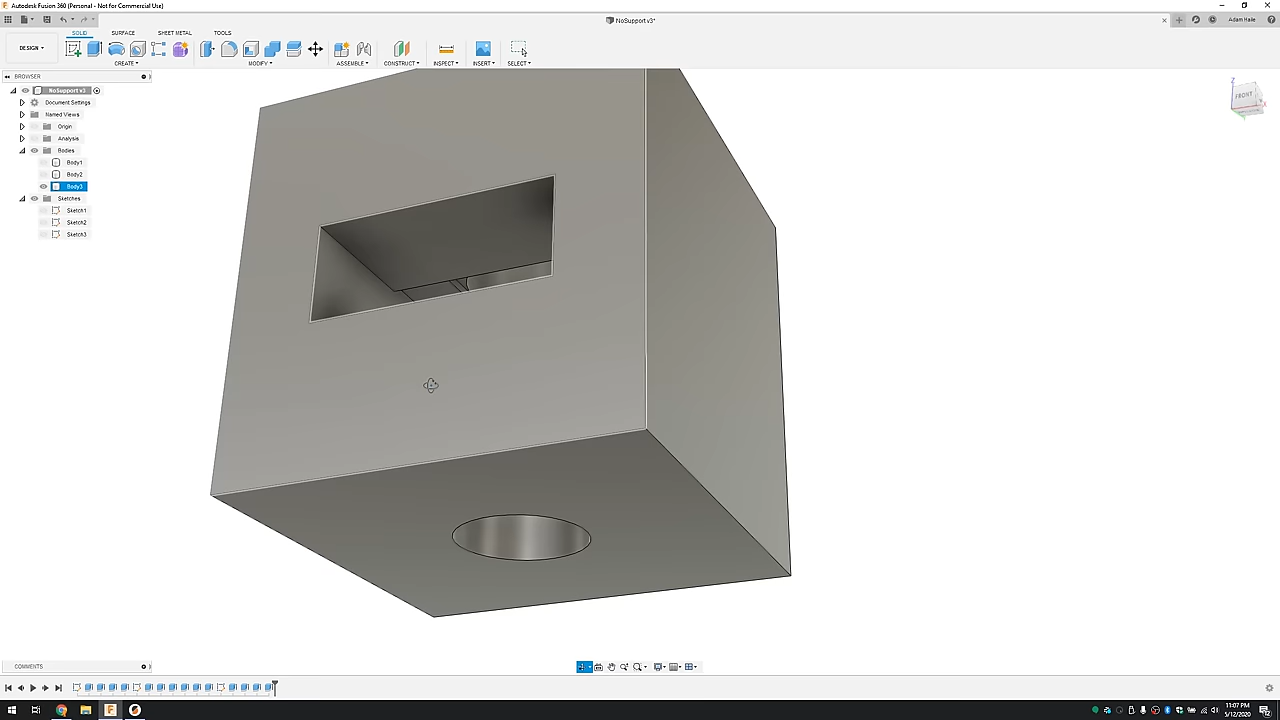 Autodesk Fusion 360 (Personal - Not for Commercial Use)
NoSupport v3*
Adam Haile
SOLID SURFACE SHEET METAL TOOLS
DESIGN
CREATE MODIFY ASSEMBLE CONSTRUCT INSPECT INSERT SELECT
BROWSER
NoSupport v3
Document Settings
Named Views
Origin
Analysis
Bodies
Body1
Body2
Body3
Sketches
Sketch1
Sketch2
Sketch3
Z
FRONT
X
COMMENTS
11:07 PM
5/12/2020